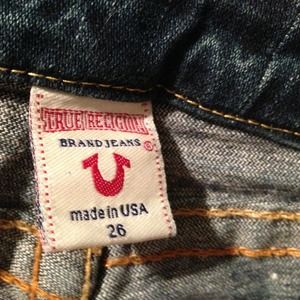 TRUE RELIGION
BRAND JEANS
made in USA
26